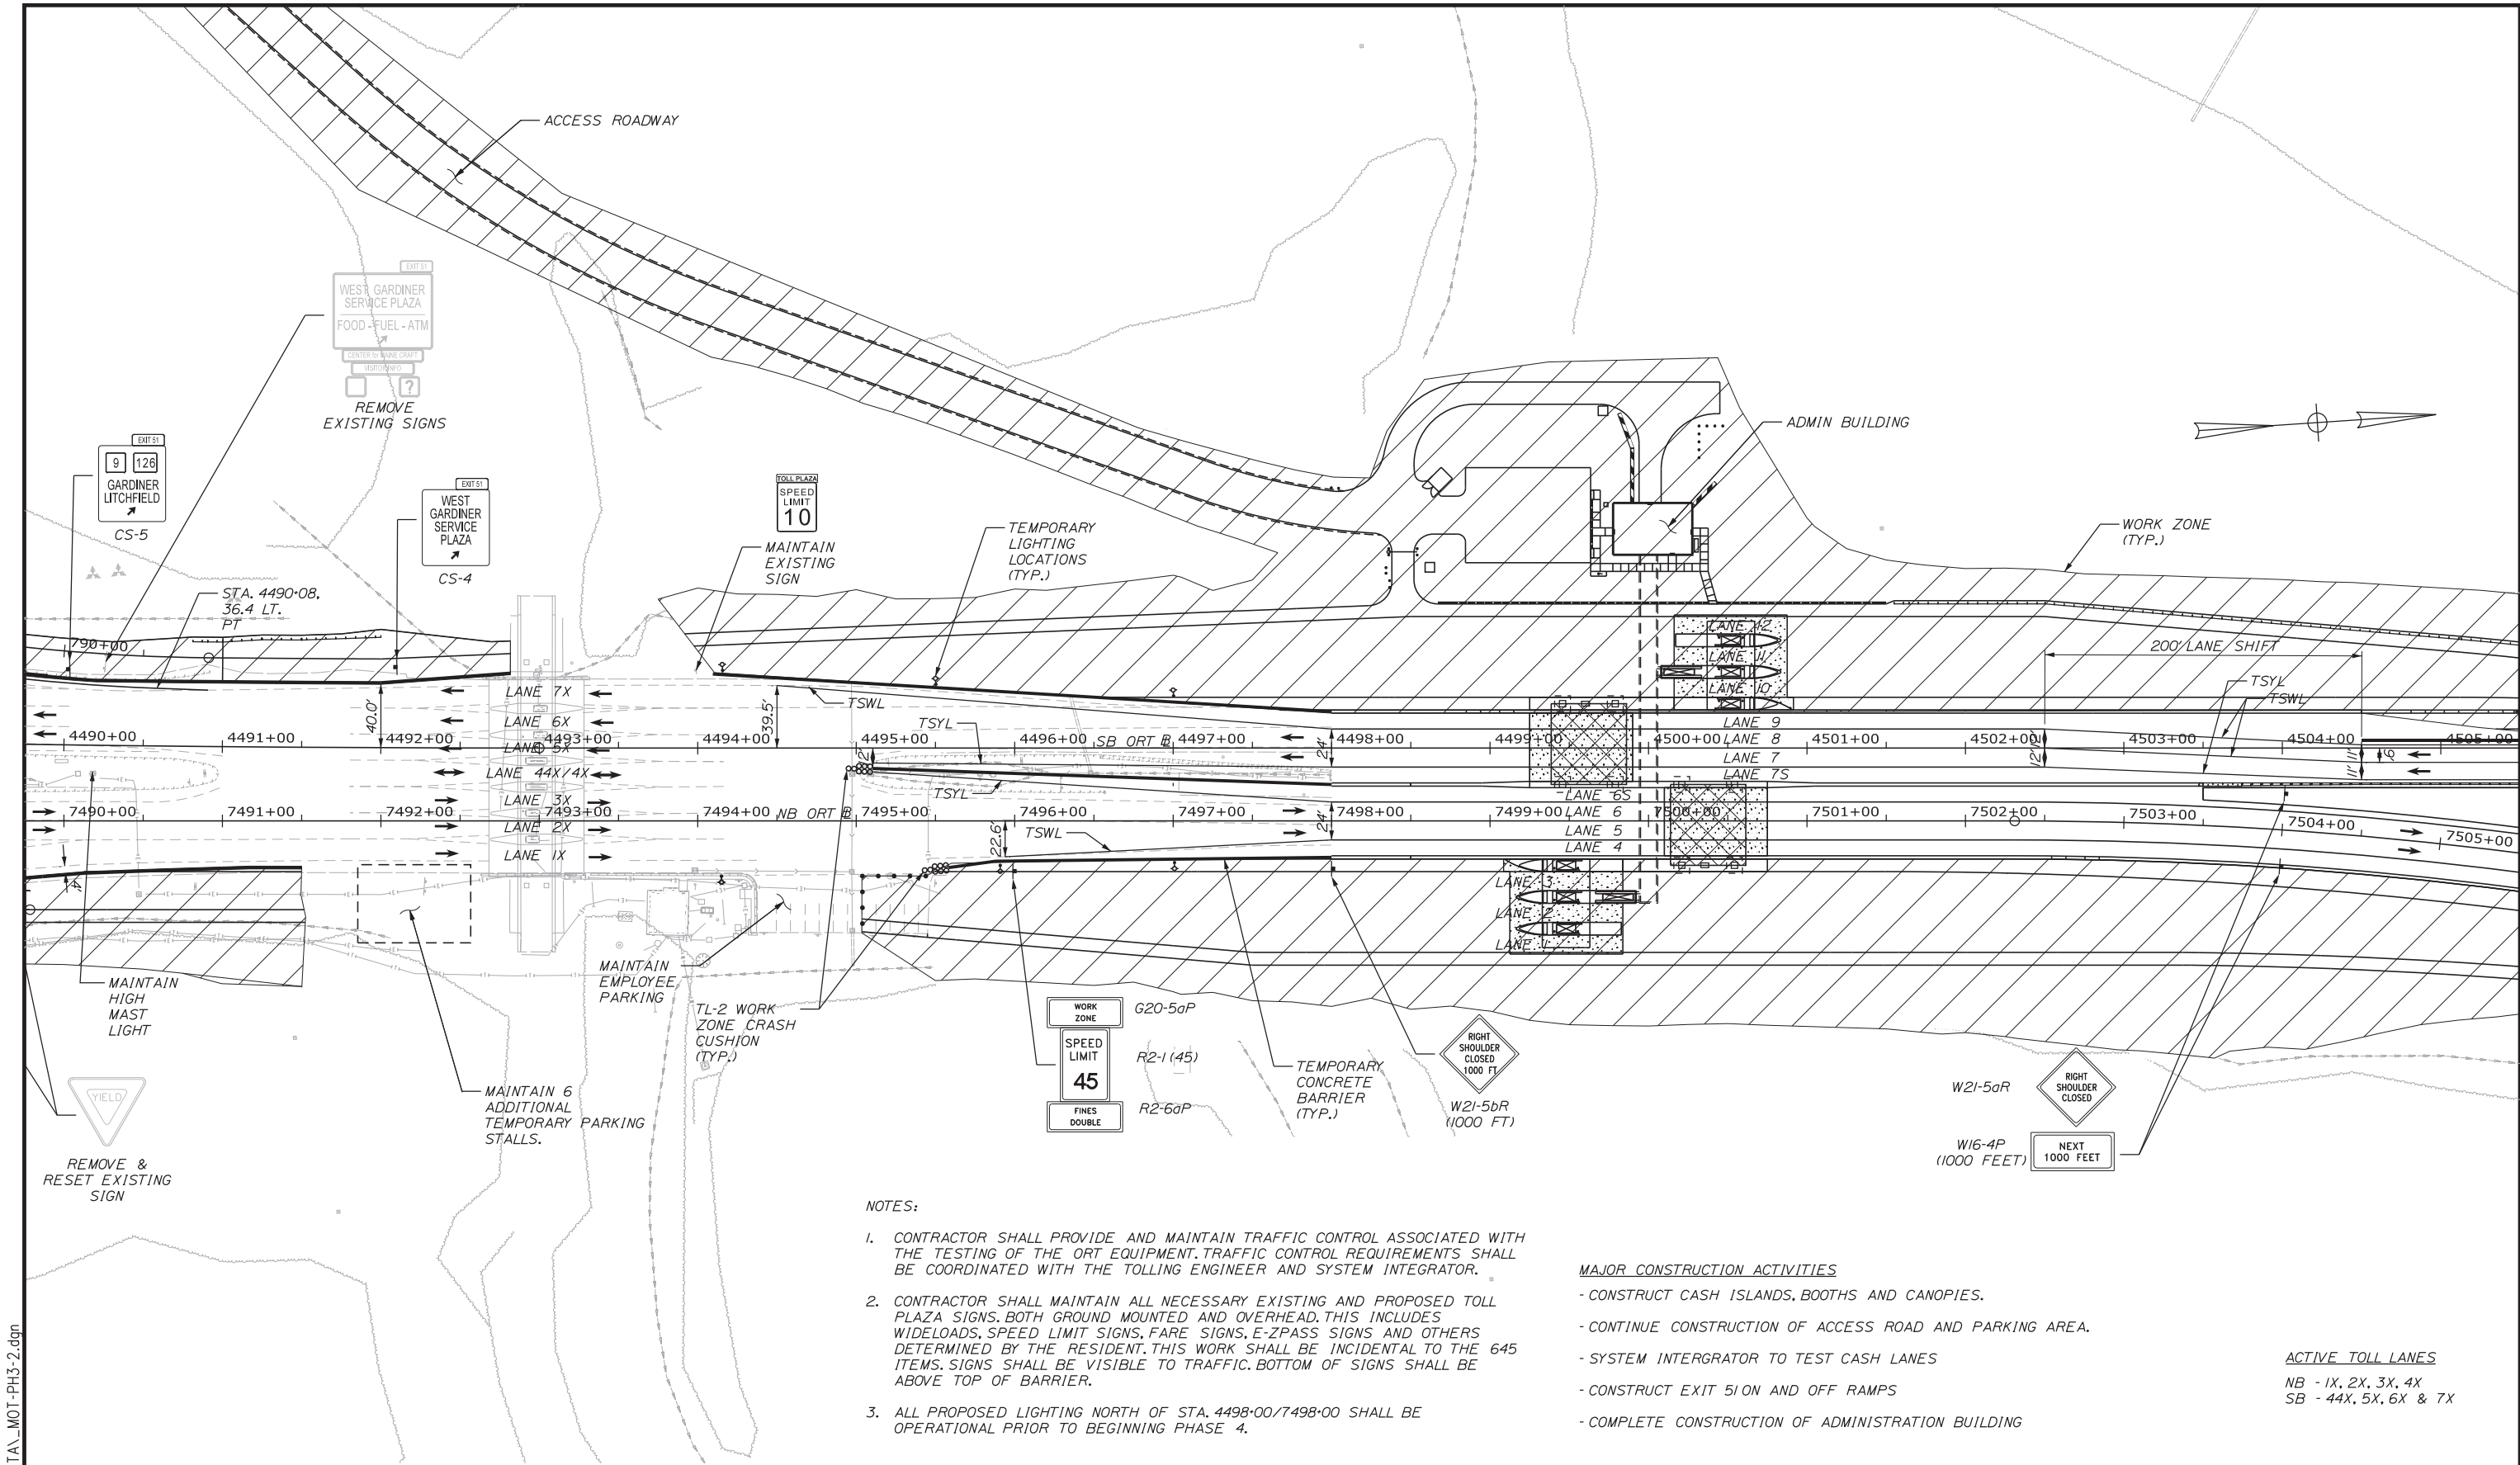 ACCESS ROADWAY
EXIT 51
WEST GARDINER
SERVICE PLAZA
FOOD - FUEL - ATM
CENTER for MAINE CRAFT
VISITOR INFO
?
REMOVE
EXISTING SIGNS
EXIT 51
9 126
GARDINER
LITCHFIELD
CS-5
EXIT 51
WEST
GARDINER
SERVICE
PLAZA
CS-4
TOLL PLAZA
SPEED
LIMIT
10
MAINTAIN
EXISTING
SIGN
TEMPORARY
LIGHTING
LOCATIONS
(TYP.)
ADMIN BUILDING
WORK ZONE
(TYP.)
STA. 4490+08,
36.4 LT.
PT
790+00
LANE 12
LANE 11
LANE 10
200' LANE SHIFT
TSYL
TSWL
LANE 7X
LANE 6X
LANE 5X
LANE 44X/4X
LANE 3X
LANE 2X
LANE 1X
40.0'
39.5'
TSWL
TSYL
2'
24'
LANE 9
LANE 8
LANE 7
LANE 7S
12' 12'
11' 11'
6'
4490+00 4491+00 4492+00 4493+00 4494+00 4495+00 4496+00 SB ORT B 4497+00 4498+00 4499+00 4500+00 4501+00 4502+00 4503+00 4504+00 4505+00
TSYL
LANE 6S
LANE 6
LANE 5
LANE 4
7490+00 7491+00 7492+00 7493+00 7494+00 NB ORT B 7495+00 7496+00 7497+00 7498+00 7499+00 7500+00 7501+00 7502+00 7503+00 7504+00 7505+00
22.6'
TSWL
24'
4'
LANE 3
LANE 2
LANE 1
MAINTAIN
HIGH
MAST
LIGHT
MAINTAIN
EMPLOYEE
PARKING
TL-2 WORK
ZONE CRASH
CUSHION
(TYP.)
WORK
ZONE
G20-5aP
SPEED
LIMIT
45
R2-1 (45)
FINES
DOUBLE
R2-6aP
TEMPORARY
CONCRETE
BARRIER
(TYP.)
RIGHT
SHOULDER
CLOSED
1000 FT
W21-5bR
(1000 FT)
W21-5aR
RIGHT
SHOULDER
CLOSED
W16-4P
(1000 FEET)
NEXT
1000 FEET
YIELD
REMOVE &
RESET EXISTING
SIGN
MAINTAIN 6
ADDITIONAL
TEMPORARY PARKING
STALLS.
NOTES:
1. CONTRACTOR SHALL PROVIDE AND MAINTAIN TRAFFIC CONTROL ASSOCIATED WITH
THE TESTING OF THE ORT EQUIPMENT. TRAFFIC CONTROL REQUIREMENTS SHALL
BE COORDINATED WITH THE TOLLING ENGINEER AND SYSTEM INTEGRATOR.
2. CONTRACTOR SHALL MAINTAIN ALL NECESSARY EXISTING AND PROPOSED TOLL
PLAZA SIGNS. BOTH GROUND MOUNTED AND OVERHEAD. THIS INCLUDES
WIDELOADS, SPEED LIMIT SIGNS, FARE SIGNS, E-ZPASS SIGNS AND OTHERS
DETERMINED BY THE RESIDENT. THIS WORK SHALL BE INCIDENTAL TO THE 645
ITEMS. SIGNS SHALL BE VISIBLE TO TRAFFIC. BOTTOM OF SIGNS SHALL BE
ABOVE TOP OF BARRIER.
3. ALL PROPOSED LIGHTING NORTH OF STA. 4498+00/7498+00 SHALL BE
OPERATIONAL PRIOR TO BEGINNING PHASE 4.
MAJOR CONSTRUCTION ACTIVITIES
- CONSTRUCT CASH ISLANDS, BOOTHS AND CANOPIES.
- CONTINUE CONSTRUCTION OF ACCESS ROAD AND PARKING AREA.
- SYSTEM INTERGRATOR TO TEST CASH LANES
- CONSTRUCT EXIT 51 ON AND OFF RAMPS
- COMPLETE CONSTRUCTION OF ADMINISTRATION BUILDING
ACTIVE TOLL LANES
NB - 1X, 2X, 3X, 4X
SB - 44X, 5X, 6X & 7X
TA\_MOT-PH3-2.dgn